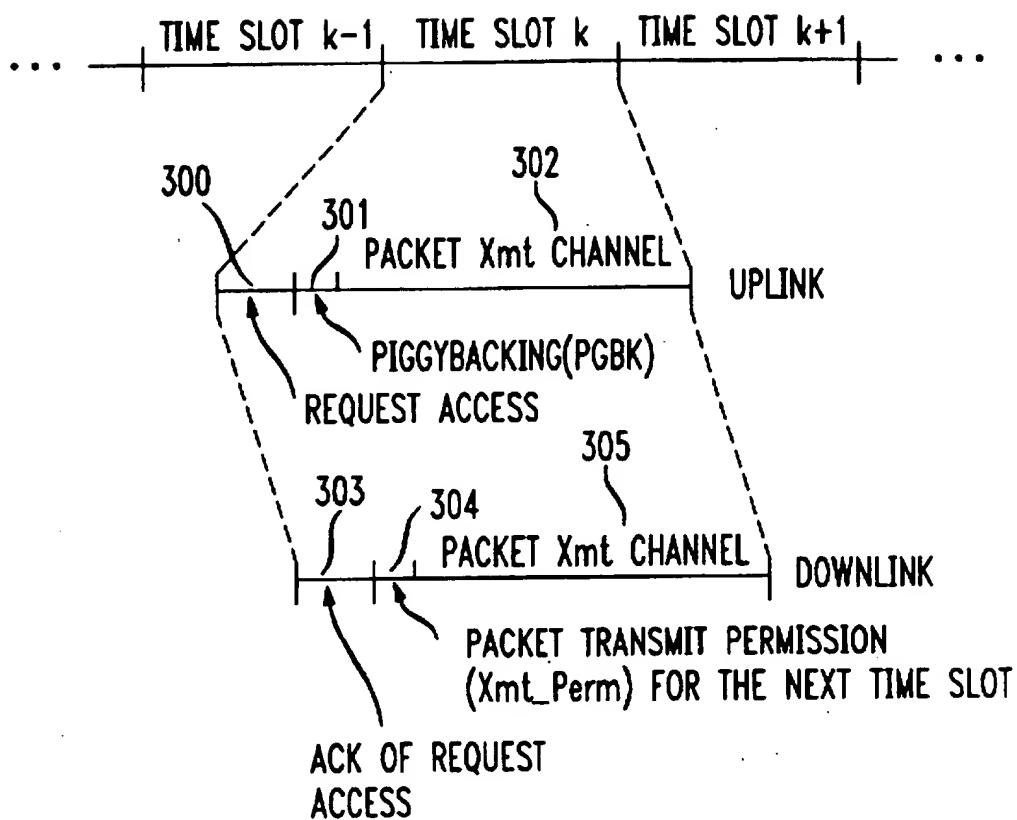 TIME SLOT k-1 TIME SLOT k TIME SLOT k+1
... ...
302
300
301
PACKET Xmt CHANNEL
UPLINK
PIGGYBACKING(PGBK)
REQUEST ACCESS
305
303
304
PACKET Xmt CHANNEL
DOWNLINK
PACKET TRANSMIT PERMISSION
(Xmt_Perm) FOR THE NEXT TIME SLOT
ACK OF REQUEST
ACCESS